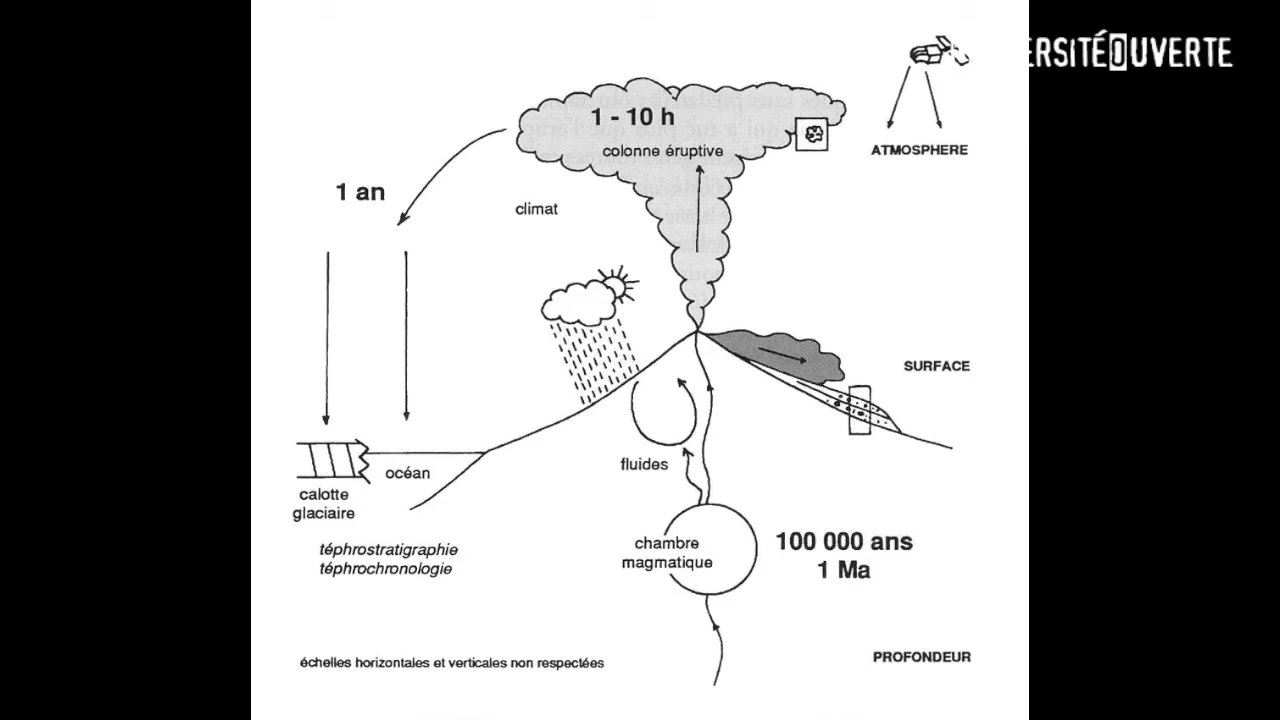 ERSITÉOUVERTE
1 - 10 h
colonne éruptive
ATMOSPHERE
1 an
climat
SURFACE
fluides
océan
calotte
glaciaire
chambre
magmatique
100 000 ans
1 Ma
téphrostratigraphie
téphrochronologie
échelles horizontales et verticales non respectées
PROFONDEUR